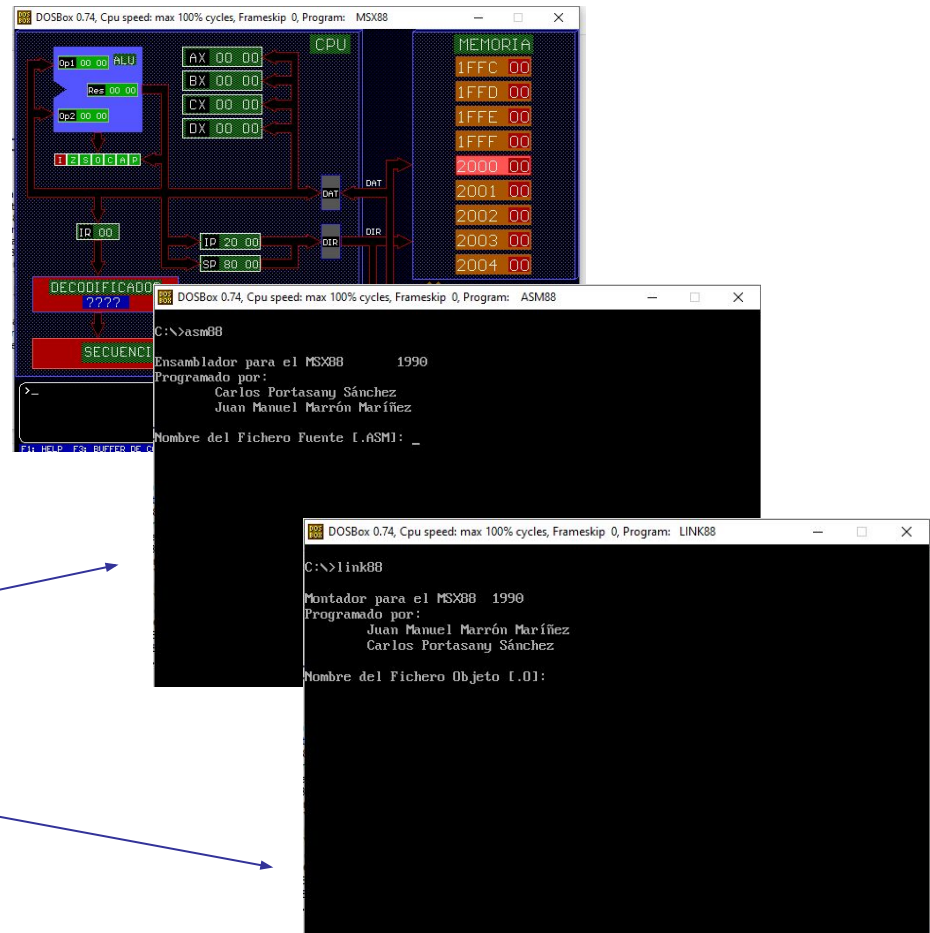 DOSBox 0.74, Cpu speed: max 100% cycles, Frameskip 0, Program: MSX88
CPU
MEMORIA
Op1 00 00 ALU
Res 00 00
Op2 00 00
AX 00 00
BX 00 00
CX 00 00
DX 00 00
I Z S O C A P
1FFC 00
1FFD 00
1FFE 00
1FFF 00
2000 00
2001 00
2002 00
2003 00
2004 00
DAT
DAT
DIR
DIR
IR 00
IP 20 00
SP 80 00
DECODIFICADO
????
SECUENCI
>_
F1: HELP F3: BUFFER DE C
DOSBox 0.74, Cpu speed: max 100% cycles, Frameskip 0, Program: ASM88
C:\>asm88
Ensamblador para el MSX88 1990
Programado por:
Carlos Portasany Sánchez
Juan Manuel Marrón Maríñez
Nombre del Fichero Fuente [.ASM]: _
DOSBox 0.74, Cpu speed: max 100% cycles, Frameskip 0, Program: LINK88
C:\>link88
Montador para el MSX88 1990
Programado por:
Juan Manuel Marrón Maríñez
Carlos Portasany Sánchez
Nombre del Fichero Objeto [.O]: